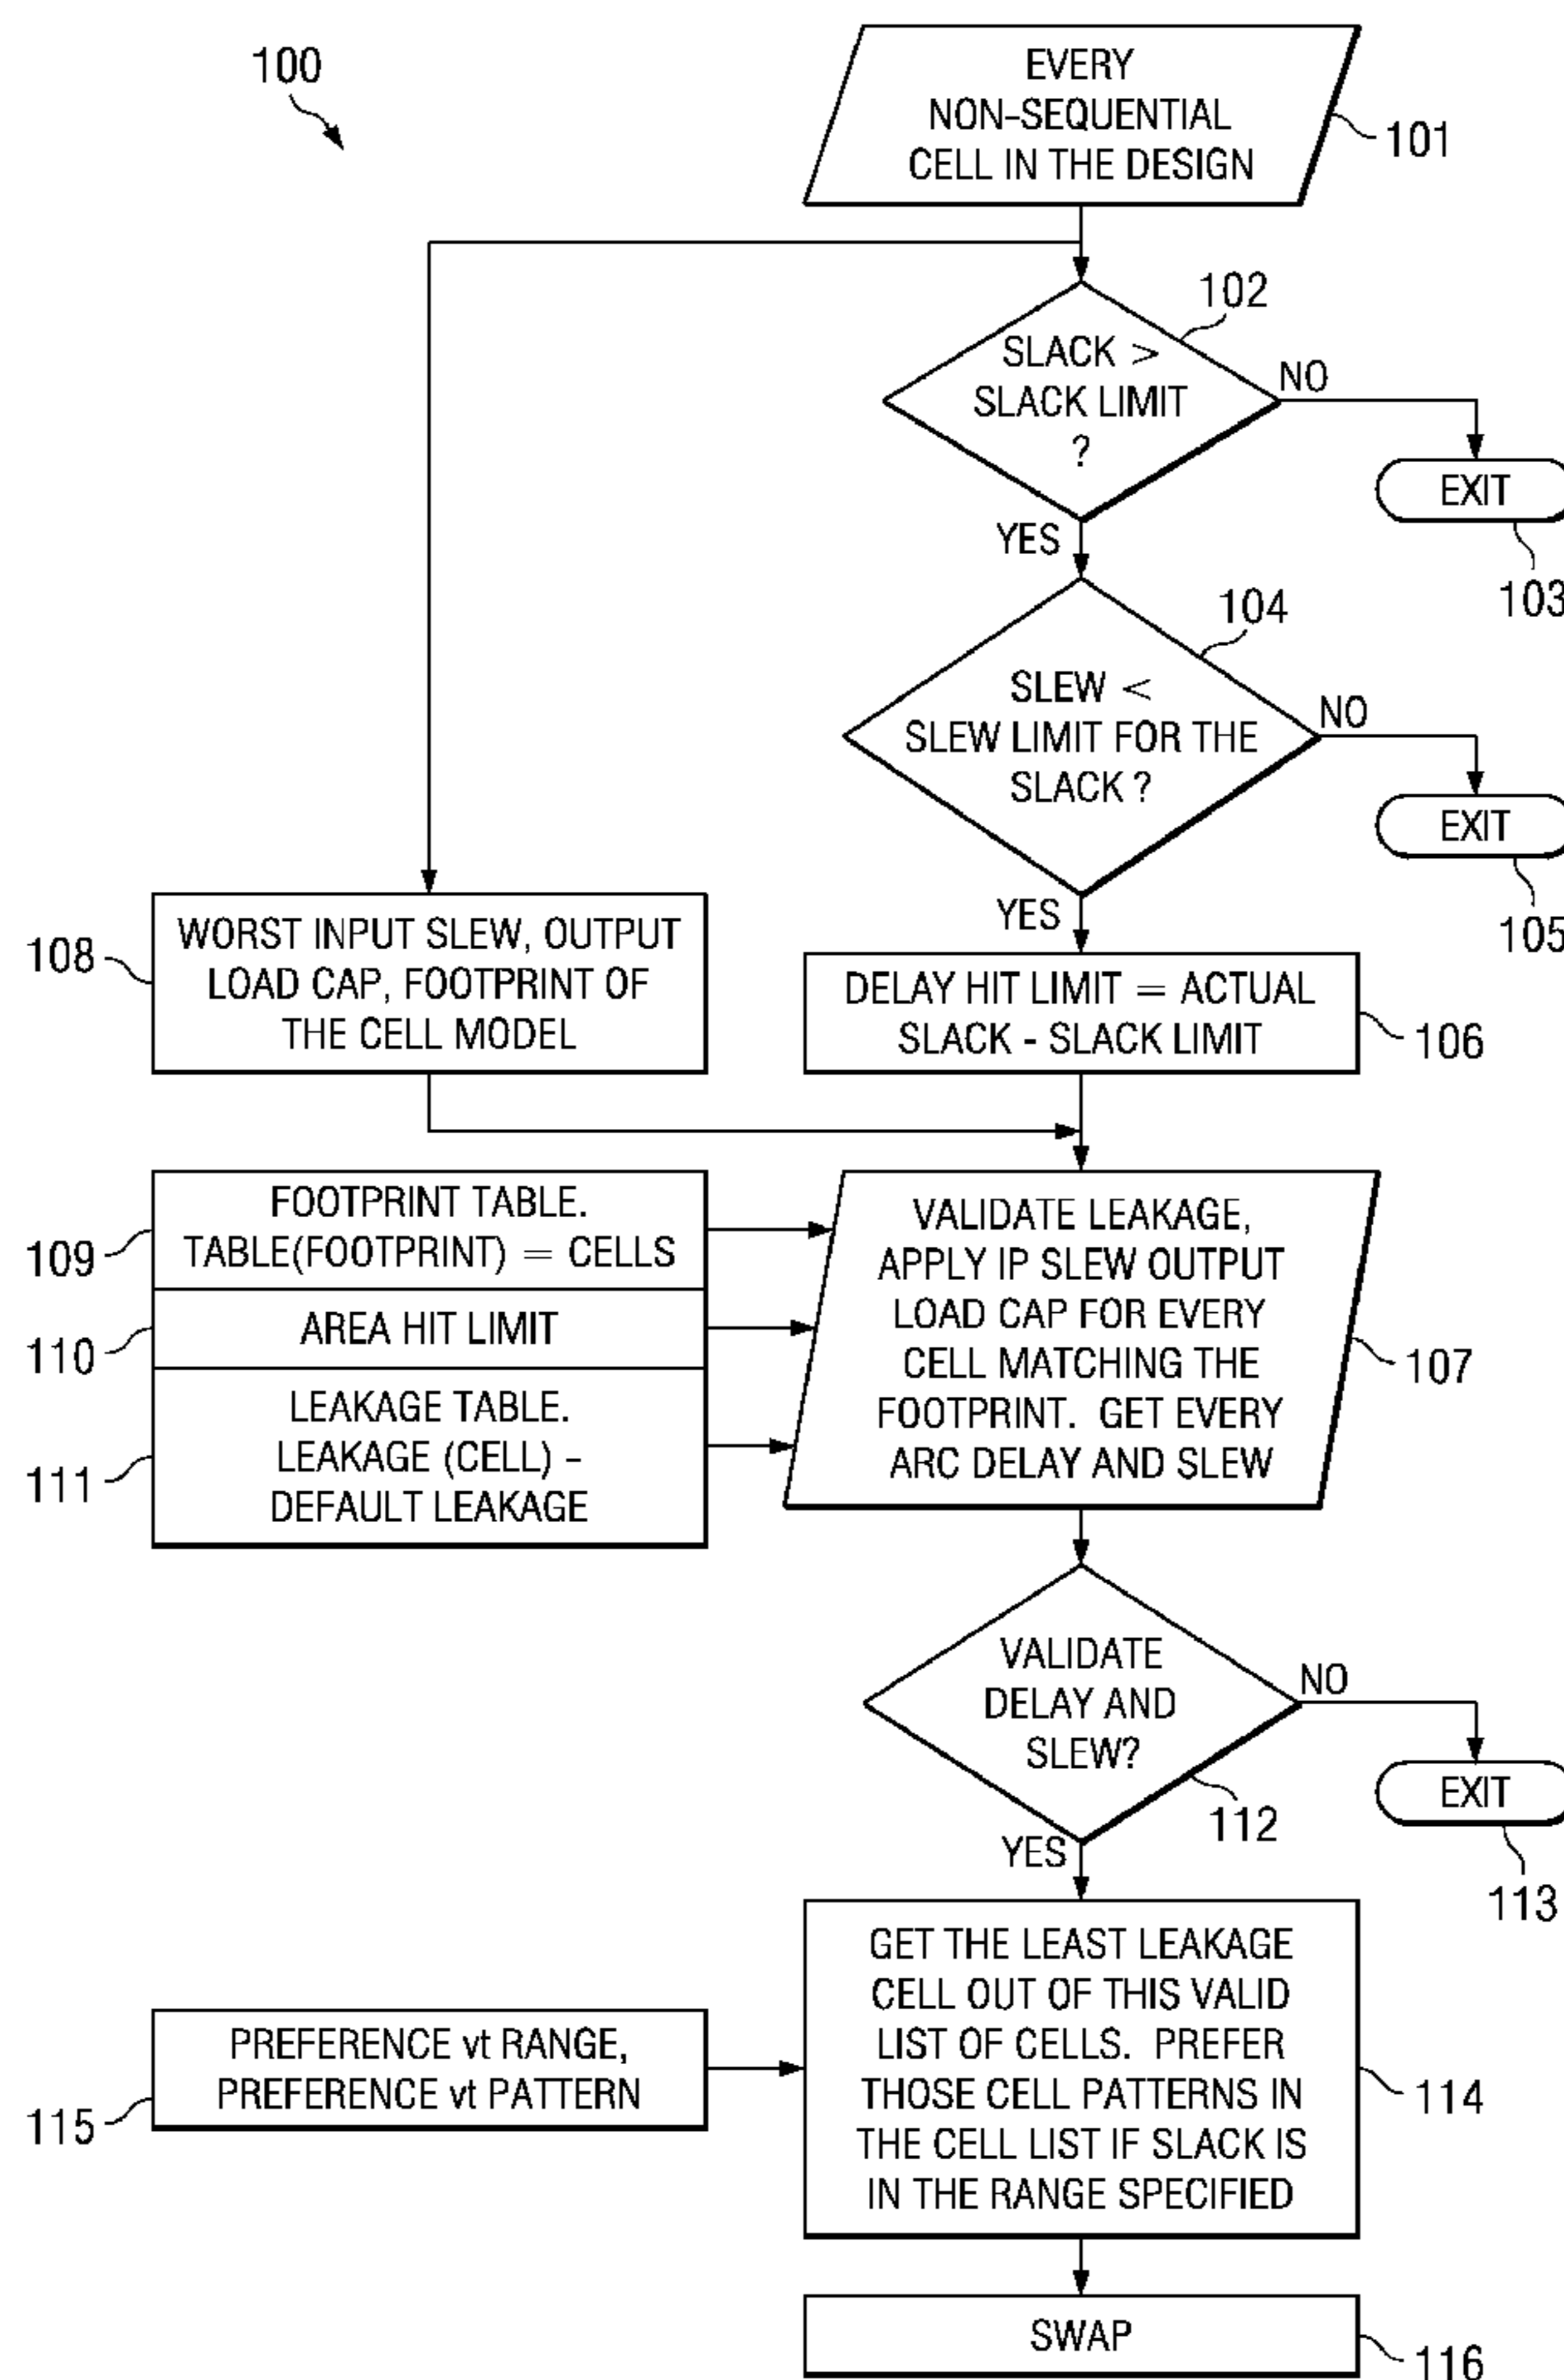 100
EVERY
NON-SEQUENTIAL
CELL IN THE DESIGN
101
102
SLACK >
SLACK LIMIT
?
NO
EXIT
103
YES
104
SLEW <
SLEW LIMIT FOR THE
SLACK ?
NO
EXIT
105
YES
108
WORST INPUT SLEW, OUTPUT
LOAD CAP, FOOTPRINT OF
THE CELL MODEL
DELAY HIT LIMIT = ACTUAL
SLACK - SLACK LIMIT
106
109
FOOTPRINT TABLE.
TABLE(FOOTPRINT) = CELLS
110
AREA HIT LIMIT
111
LEAKAGE TABLE.
LEAKAGE (CELL) -
DEFAULT LEAKAGE
VALIDATE LEAKAGE,
APPLY IP SLEW OUTPUT
LOAD CAP FOR EVERY
CELL MATCHING THE
FOOTPRINT. GET EVERY
ARC DELAY AND SLEW
107
VALIDATE
DELAY AND
SLEW?
NO
112
EXIT
113
YES
115
PREFERENCE vt RANGE,
PREFERENCE vt PATTERN
GET THE LEAST LEAKAGE
CELL OUT OF THIS VALID
LIST OF CELLS. PREFER
THOSE CELL PATTERNS IN
THE CELL LIST IF SLACK IS
IN THE RANGE SPECIFIED
114
SWAP
116